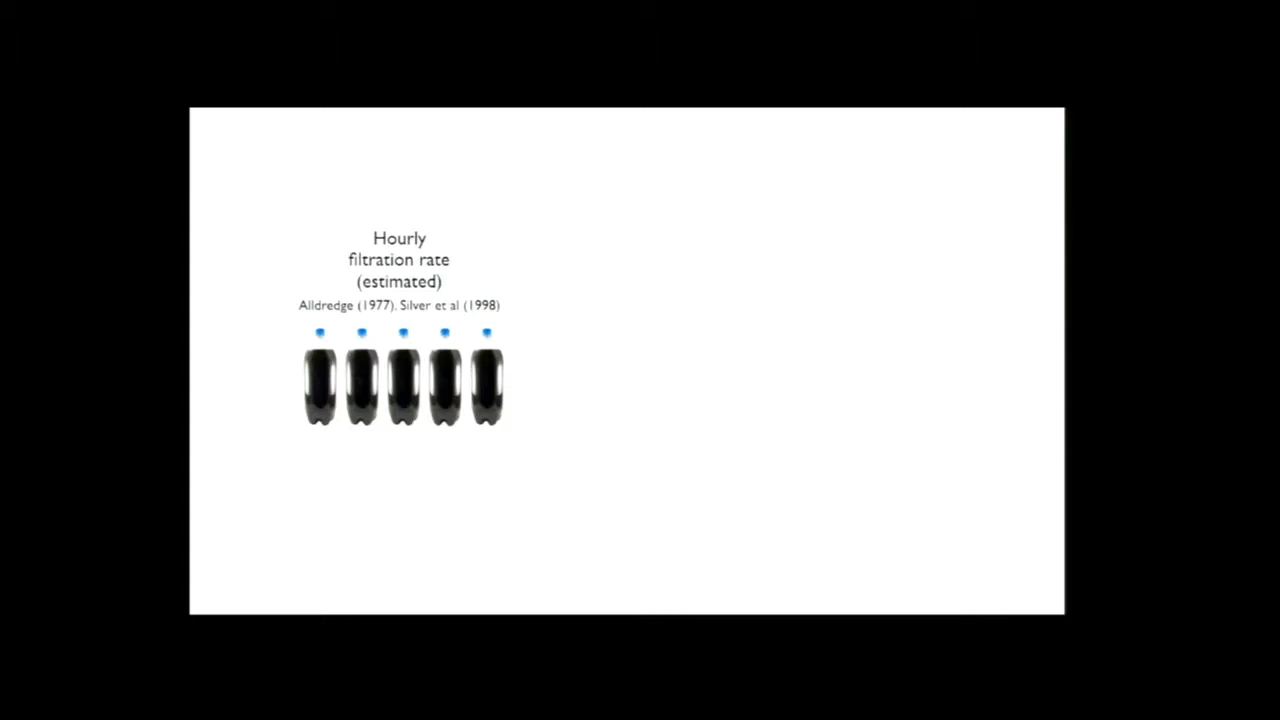 Hourly
filtration rate
(estimated)
Alldredge (1977), Silver et al (1998)